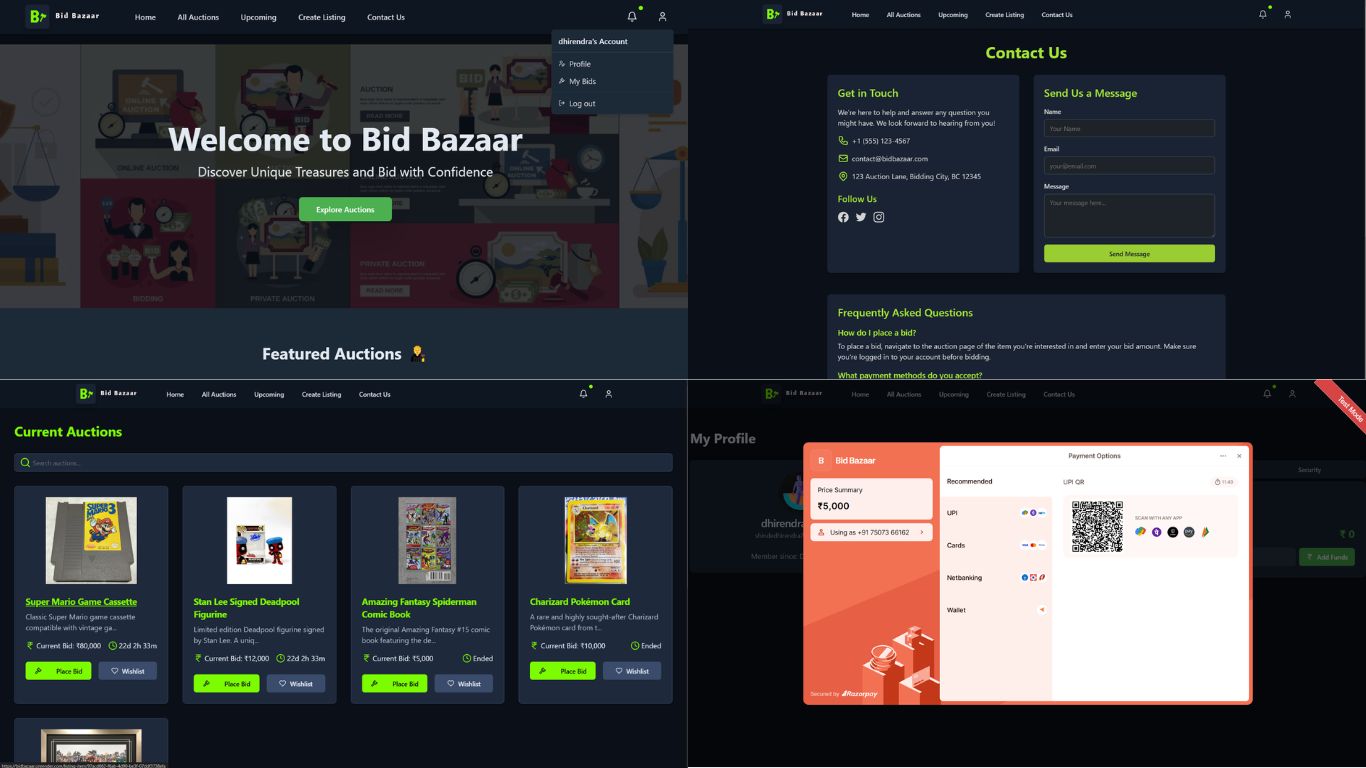 Bid Bazaar
Home
All Auctions
Upcoming
Create Listing
Contact Us
dhirendra's Account
Profile
My Bids
Log out
ONLINE AUCTION
BID
AUCTION
READ MORE
ONLINE AUCTION
Welcome to Bid Bazaar
Discover Unique Treasures and Bid with Confidence
Explore Auctions
PRIVATE AUCTION
READ MORE
BIDDING
PRIVATE AUCTION
Featured Auctions
Bid Bazaar
Home
All Auctions
Upcoming
Create Listing
Contact Us
Contact Us
Get in Touch
We're here to help and answer any question you
might have. We look forward to hearing from you!
+1 (555) 123-4567
contact@bidbazaar.com
123 Auction Lane, Bidding City, BC 12345
Follow Us
Send Us a Message
Name
Your Name
Email
your@email.com
Message
Your message here...
Send Message
Frequently Asked Questions
How do I place a bid?
To place a bid, navigate to the auction page of the item you're interested in and enter your bid amount. Make sure
you're logged in to your account before bidding.
What payment methods do you accept?
Bid Bazaar
Home
All Auctions
Upcoming
Create Listing
Contact Us
Current Auctions
Search auctions...
Super Mario Game Cassette
Classic Super Mario game cassette
compatible with vintage ga...
Current Bid: ₹80,000
22d 2h 33m
Place Bid
Wishlist
Stan Lee Signed Deadpool
Figurine
Limited edition Deadpool figurine signed
by Stan Lee. A uniq...
Current Bid: ₹12,000
22d 2h 33m
Place Bid
Wishlist
Amazing Fantasy Spiderman
Comic Book
The original Amazing Fantasy #15 comic
book featuring the de...
Current Bid: ₹5,000
Ended
Place Bid
Wishlist
Charizard Pokémon Card
A rare and highly sought-after Charizard
Pokémon card from t...
Current Bid: ₹10,000
Ended
Place Bid
Wishlist
Bid Bazaar
Home
All Auctions
Upcoming
Create Listing
Contact Us
Test Mode
My Profile
Security
dhirendra
Member since:
₹ 0
Add Funds
B
Bid Bazaar
Price Summary
₹5,000
Using as +91 75073 66162
Secured by Razorpay
Payment Options
Recommended
UPI
Cards
Netbanking
Wallet
UPI QR
11:43
SCAN WITH ANY APP